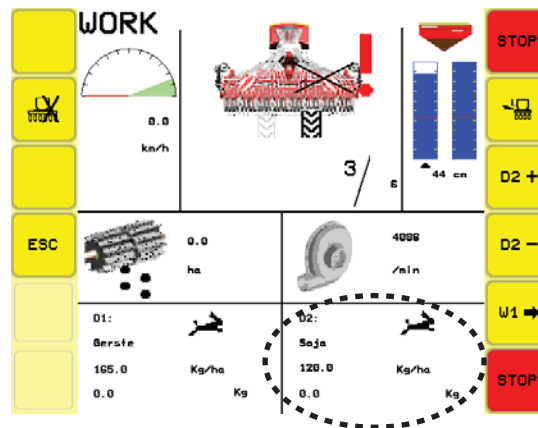 WORK
STOP
0.0
km/h
3 / 6
44 cm
D2 +
ESC
0.0
ha
4086
/min
D2 −
W1 ➡
D1:
Gerste
165.0 Kg/ha
0.0 Kg
D2:
Soja
120.0 Kg/ha
0.0 Kg
STOP